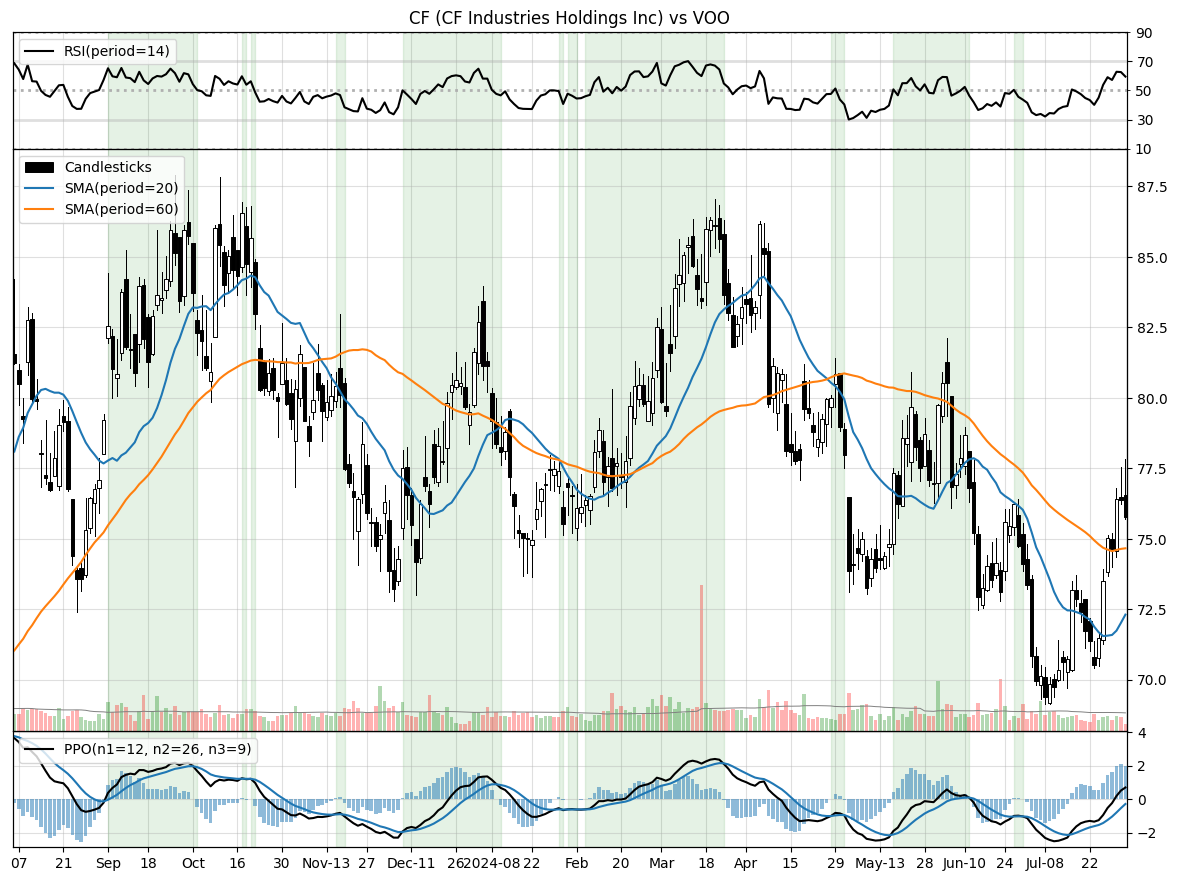 CF (CF Industries Holdings Inc) vs VOO
RSI(period=14)
90
70
50
30
10
Candlesticks
SMA(period=20)
SMA(period=60)
87.5
85.0
82.5
80.0
77.5
75.0
72.5
70.0
PPO(n1=12, n2=26, n3=9)
4
2
0
−2
07 21 Sep 18 Oct 16 30 Nov-13 27 Dec-11 26 2024-08 22 Feb 20 Mar 18 Apr 15 29 May-13 28 Jun-10 24 Jul-08 22